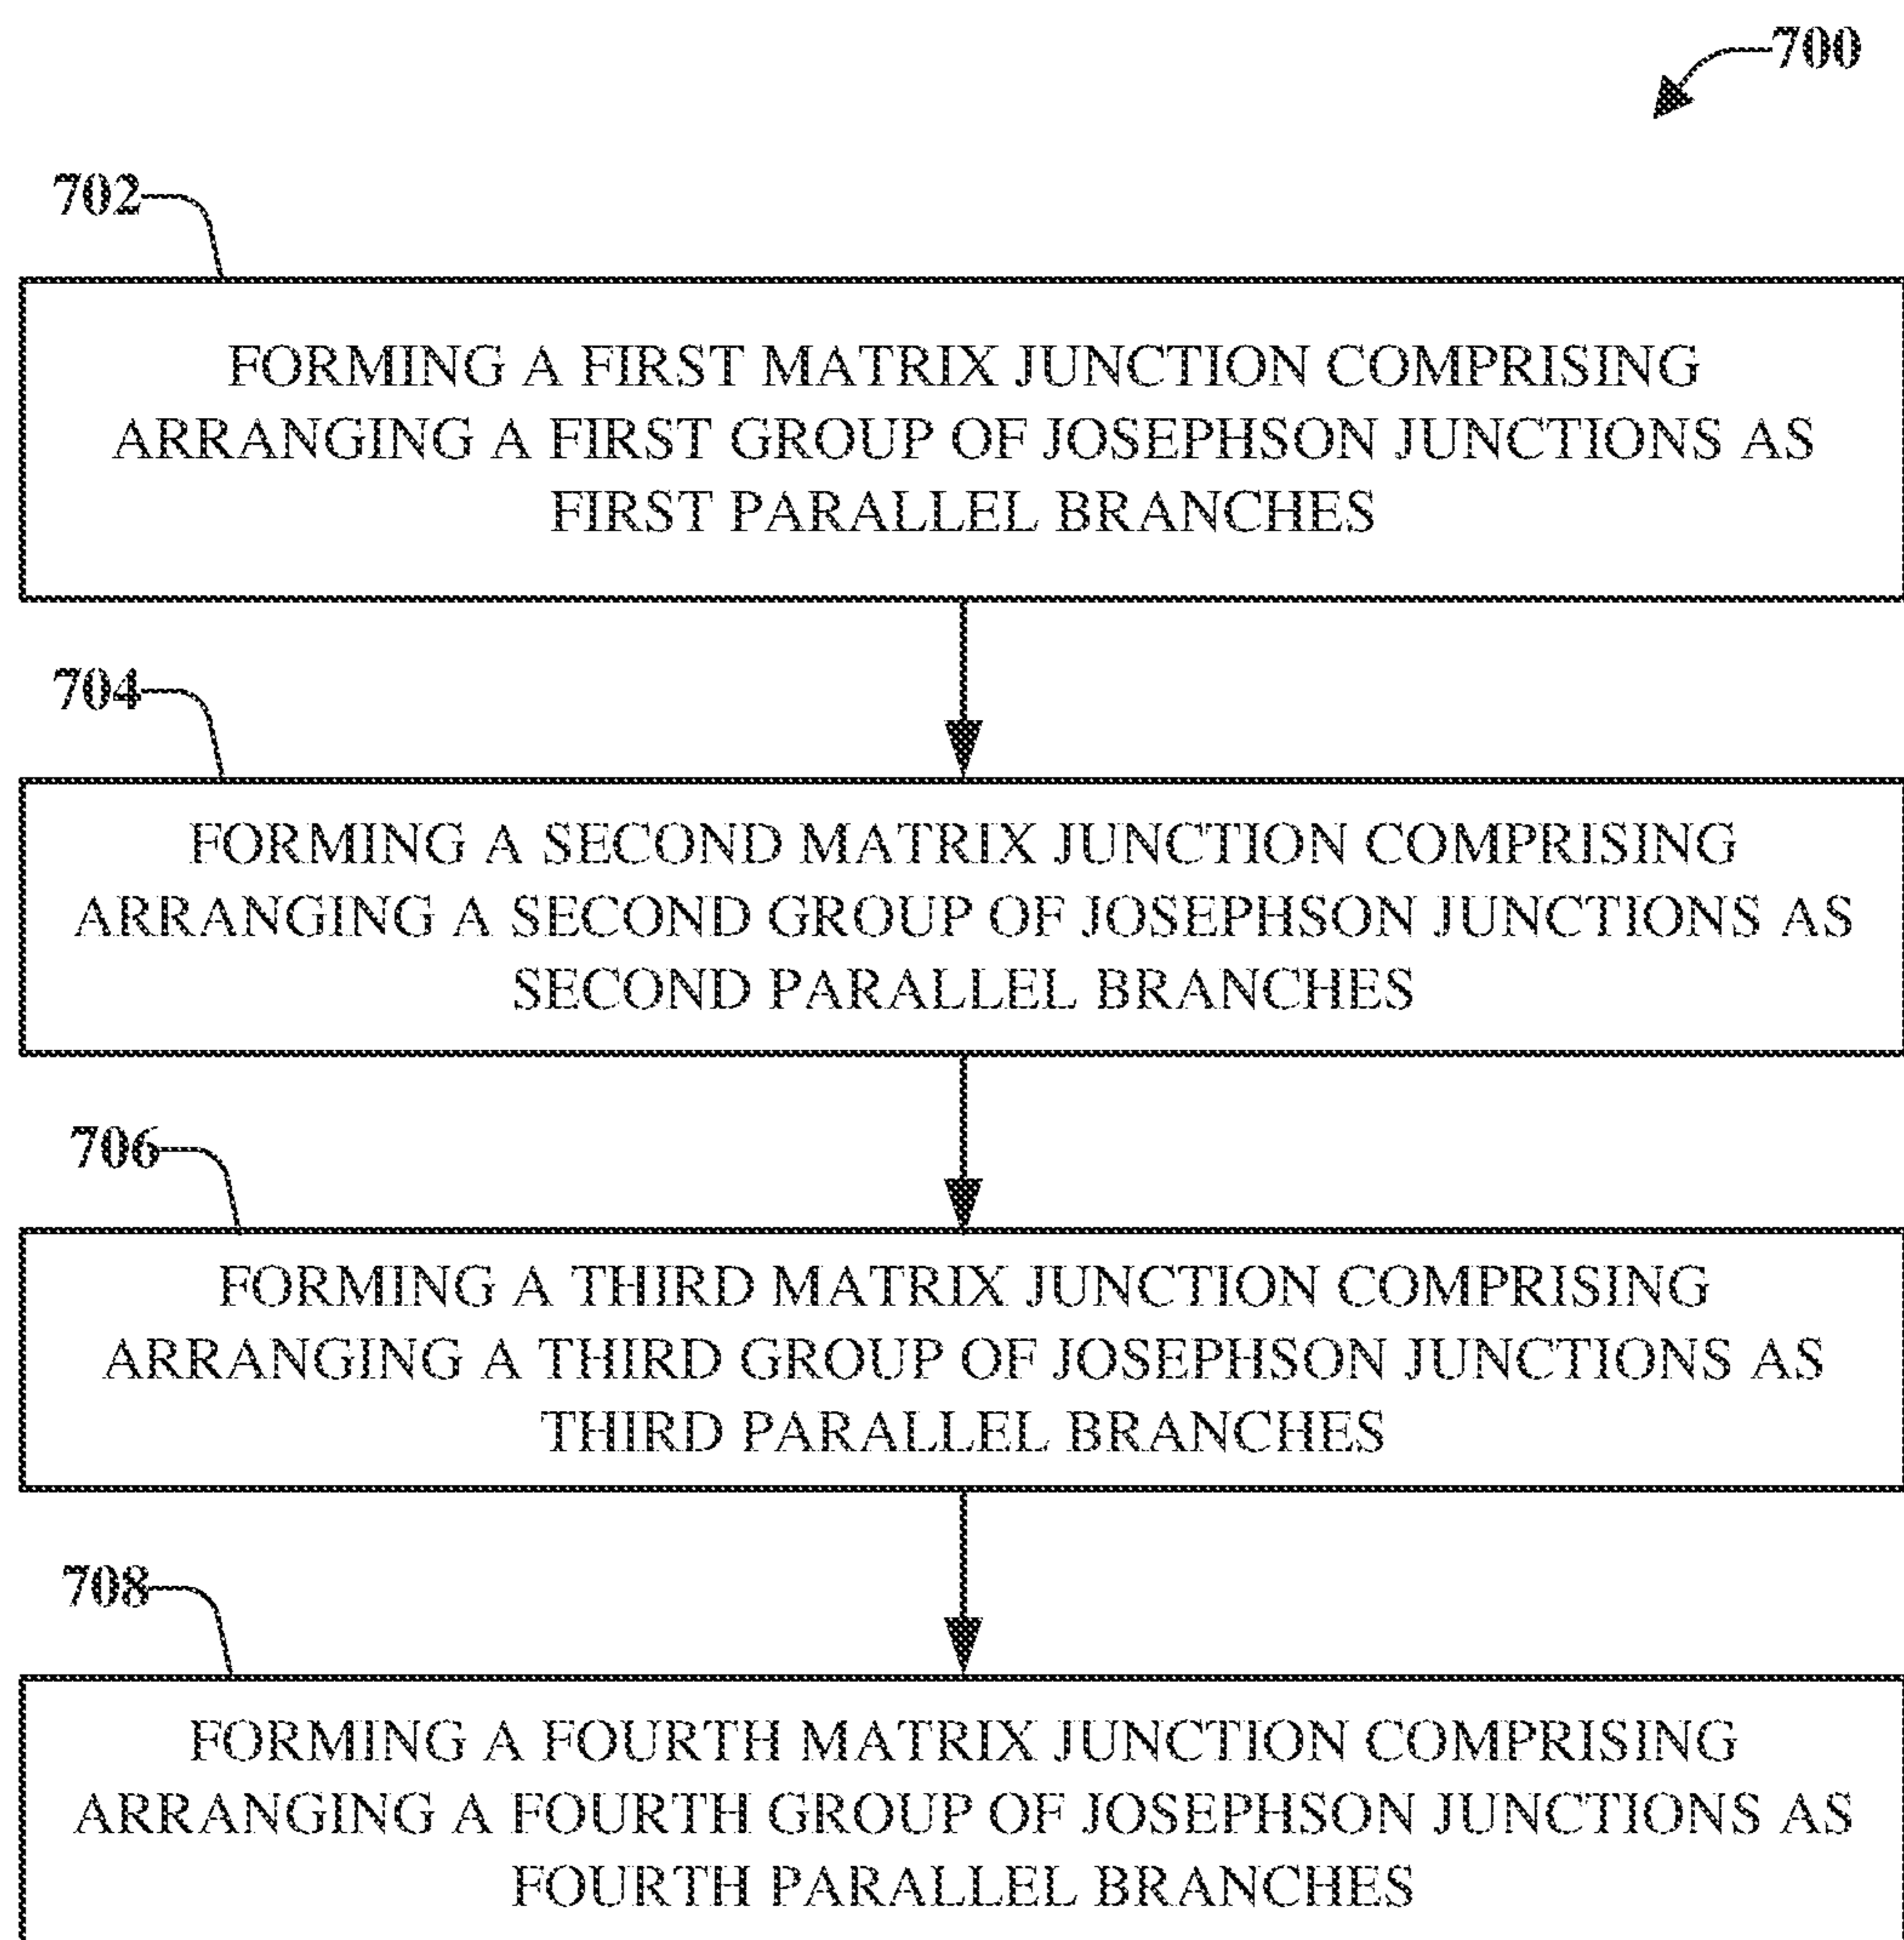 700
702
FORMING A FIRST MATRIX JUNCTION COMPRISING
ARRANGING A FIRST GROUP OF JOSEPHSON JUNCTIONS AS
FIRST PARALLEL BRANCHES
704
FORMING A SECOND MATRIX JUNCTION COMPRISING
ARRANGING A SECOND GROUP OF JOSEPHSON JUNCTIONS AS
SECOND PARALLEL BRANCHES
706
FORMING A THIRD MATRIX JUNCTION COMPRISING
ARRANGING A THIRD GROUP OF JOSEPHSON JUNCTIONS AS
THIRD PARALLEL BRANCHES
708
FORMING A FOURTH MATRIX JUNCTION COMPRISING
ARRANGING A FOURTH GROUP OF JOSEPHSON JUNCTIONS AS
FOURTH PARALLEL BRANCHES